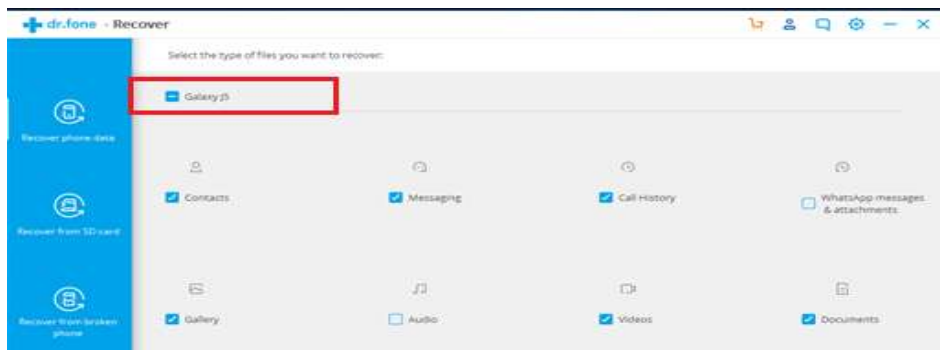 dr.fone - Recover
Select the type of files you want to recover:
Galaxy J5
Recover phone data
Contacts
Messaging
Call History
WhatsApp messages
& attachments
Recover from SD card
Recover from broken
phone
Gallery
Audio
Videos
Documents